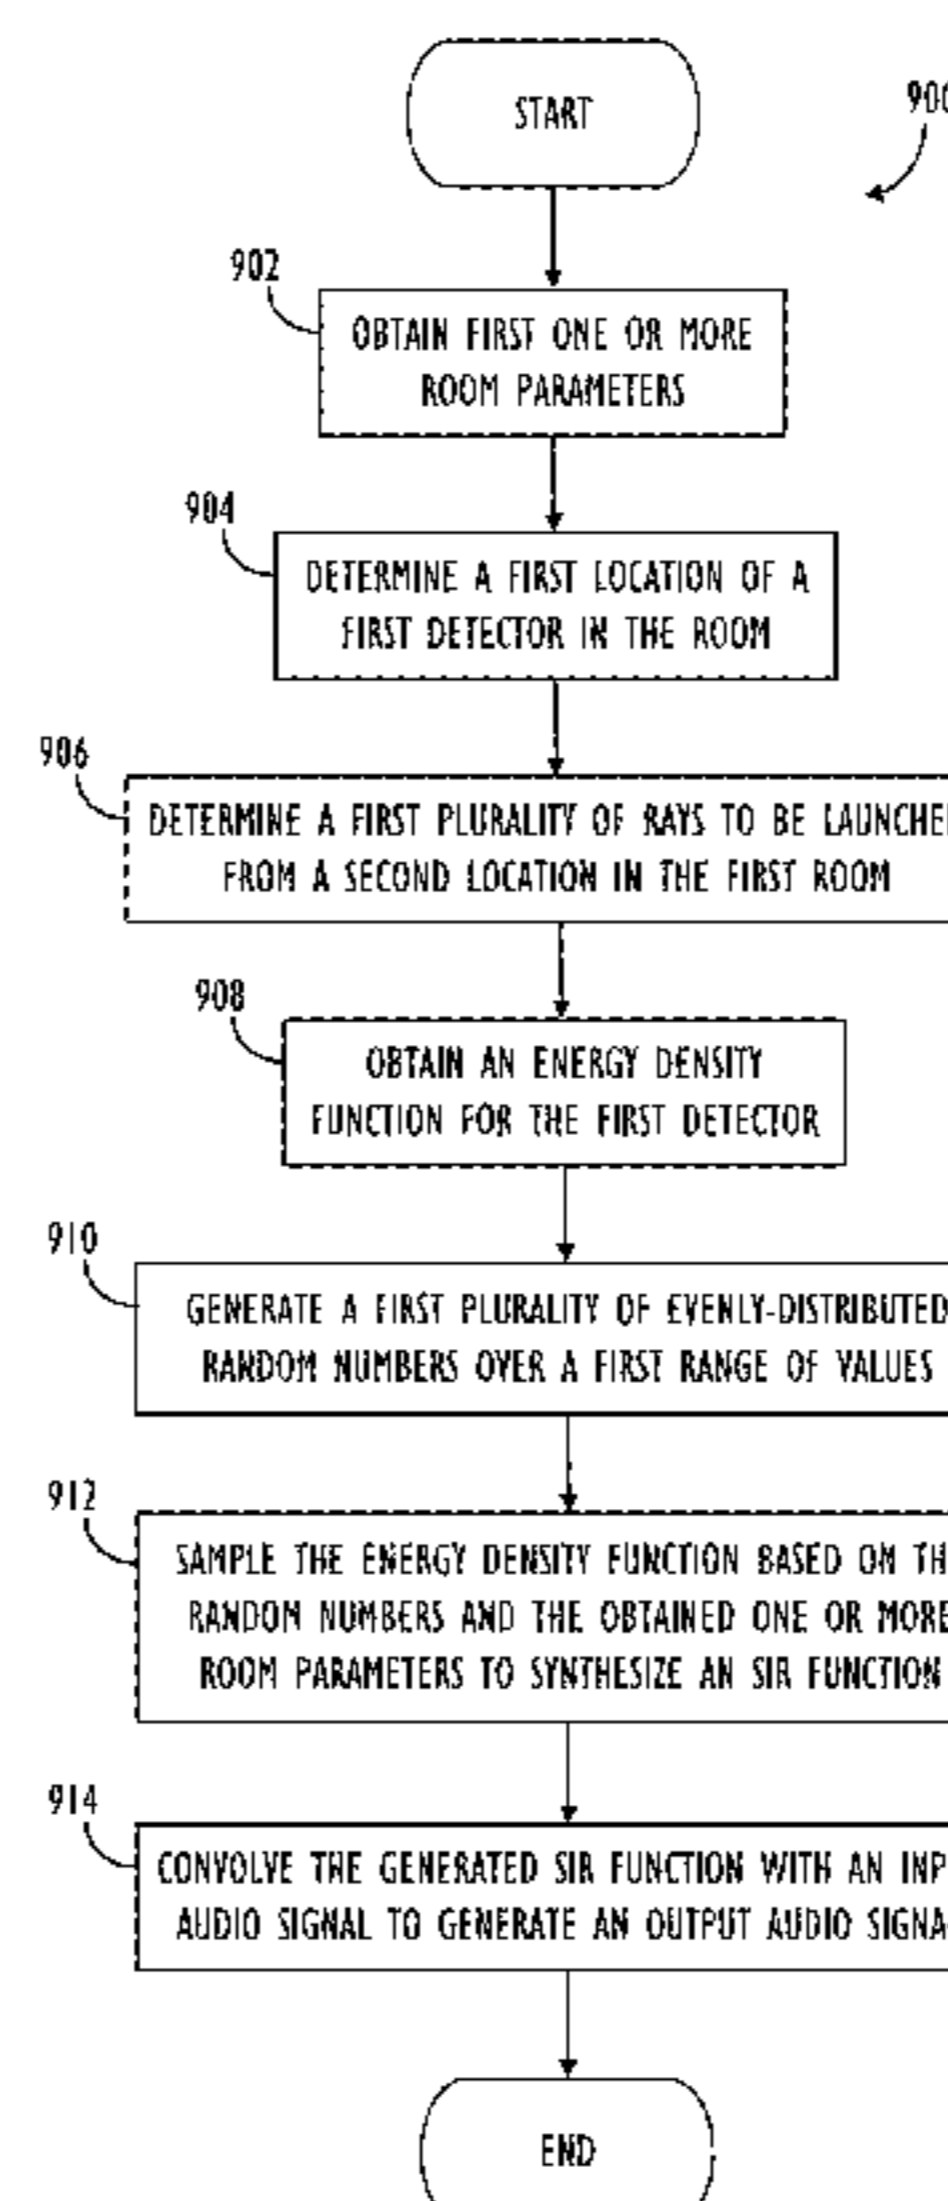 START
900
902
OBTAIN FIRST ONE OR MORE
ROOM PARAMETERS
904
DETERMINE A FIRST LOCATION OF A
FIRST DETECTOR IN THE ROOM
906
DETERMINE A FIRST PLURALITY OF RAYS TO BE LAUNCHE
FROM A SECOND LOCATION IN THE FIRST ROOM
908
OBTAIN AN ENERGY DENSITY
FUNCTION FOR THE FIRST DETECTOR
910
GENERATE A FIRST PLURALITY OF EVENLY-DISTRIBUTED
RANDOM NUMBERS OVER A FIRST RANGE OF VALUES
912
SAMPLE THE ENERGY DENSITY FUNCTION BASED ON TH
RANDOM NUMBERS AND THE OBTAINED ONE OR MORE
ROOM PARAMETERS TO SYNTHESIZE AN SIR FUNCTION
914
CONVOLVE THE GENERATED SIR FUNCTION WITH AN INP
AUDIO SIGNAL TO GENERATE AN OUTPUT AUDIO SIGNA
END